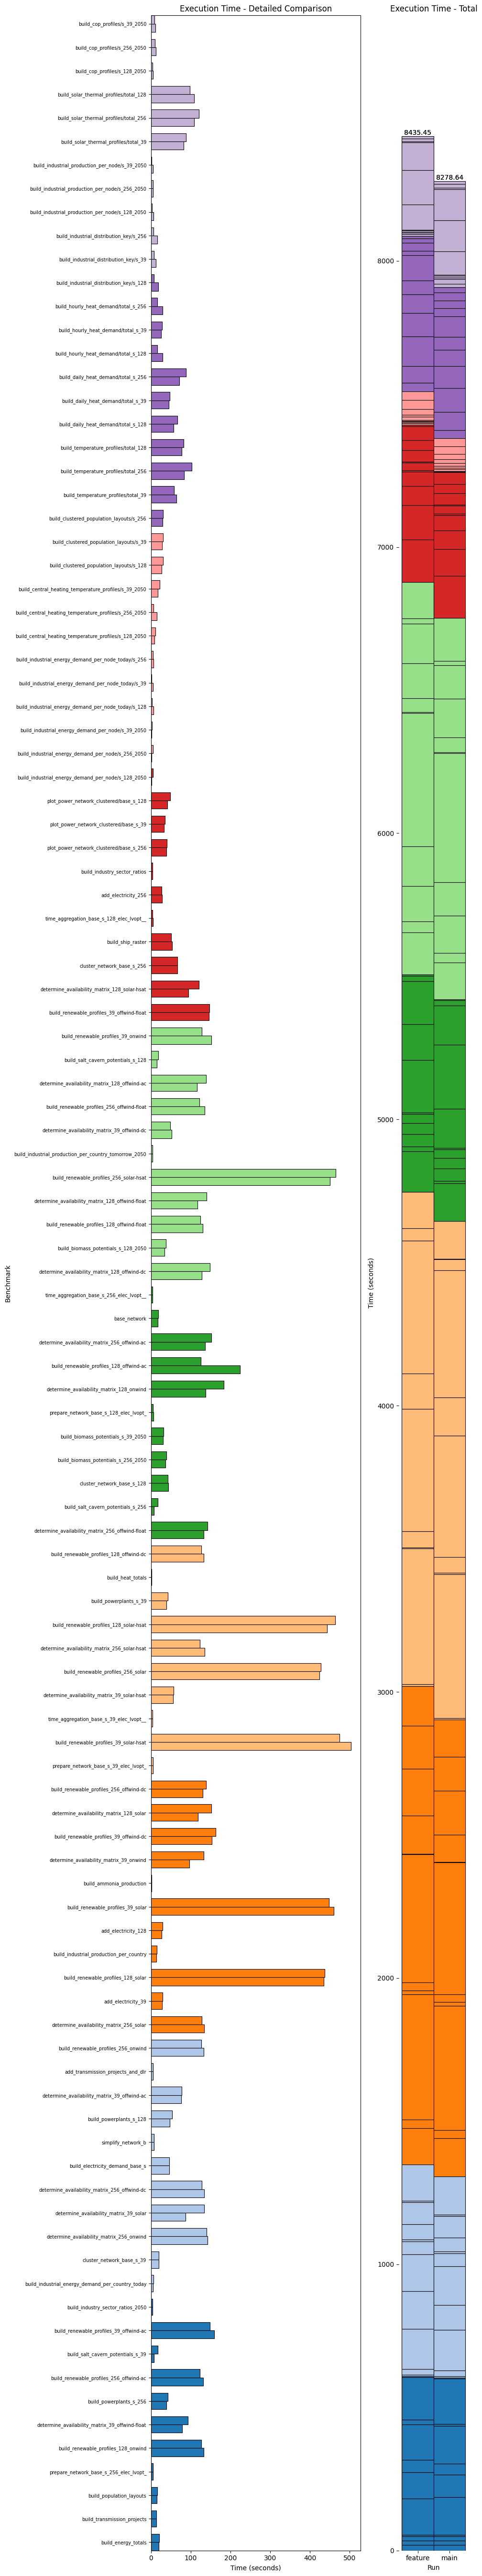 Execution Time - Detailed Comparison
Execution Time - Total
build_cop_profiles/s_39_2050
build_cop_profiles/s_256_2050
build_cop_profiles/s_128_2050
build_solar_thermal_profiles/total_128
build_solar_thermal_profiles/total_256
build_solar_thermal_profiles/total_39
build_industrial_production_per_node/s_39_2050
build_industrial_production_per_node/s_256_2050
build_industrial_production_per_node/s_128_2050
build_industrial_distribution_key/s_256
build_industrial_distribution_key/s_39
build_industrial_distribution_key/s_128
build_hourly_heat_demand/total_s_256
build_hourly_heat_demand/total_s_39
build_hourly_heat_demand/total_s_128
build_daily_heat_demand/total_s_256
build_daily_heat_demand/total_s_39
build_daily_heat_demand/total_s_128
build_temperature_profiles/total_128
build_temperature_profiles/total_256
build_temperature_profiles/total_39
build_clustered_population_layouts/s_256
build_clustered_population_layouts/s_39
build_clustered_population_layouts/s_128
build_central_heating_temperature_profiles/s_39_2050
build_central_heating_temperature_profiles/s_256_2050
build_central_heating_temperature_profiles/s_128_2050
build_industrial_energy_demand_per_node_today/s_256
build_industrial_energy_demand_per_node_today/s_39
build_industrial_energy_demand_per_node_today/s_128
build_industrial_energy_demand_per_node/s_39_2050
build_industrial_energy_demand_per_node/s_256_2050
build_industrial_energy_demand_per_node/s_128_2050
plot_power_network_clustered/base_s_128
plot_power_network_clustered/base_s_39
plot_power_network_clustered/base_s_256
build_industry_sector_ratios
add_electricity_256
time_aggregation_base_s_128_elec_lvopt__
build_ship_raster
cluster_network_base_s_256
determine_availability_matrix_128_solar-hsat
build_renewable_profiles_39_offwind-float
build_renewable_profiles_39_onwind
build_salt_cavern_potentials_s_128
determine_availability_matrix_128_offwind-ac
build_renewable_profiles_256_offwind-float
determine_availability_matrix_39_offwind-dc
build_industrial_production_per_country_tomorrow_2050
build_renewable_profiles_256_solar-hsat
determine_availability_matrix_128_offwind-float
build_renewable_profiles_128_offwind-float
build_biomass_potentials_s_128_2050
determine_availability_matrix_128_offwind-dc
time_aggregation_base_s_256_elec_lvopt__
base_network
determine_availability_matrix_256_offwind-ac
build_renewable_profiles_128_offwind-ac
determine_availability_matrix_128_onwind
prepare_network_base_s_128_elec_lvopt_
build_biomass_potentials_s_39_2050
build_biomass_potentials_s_256_2050
cluster_network_base_s_128
build_salt_cavern_potentials_s_256
determine_availability_matrix_256_offwind-float
build_renewable_profiles_128_offwind-dc
build_heat_totals
build_powerplants_s_39
build_renewable_profiles_128_solar-hsat
determine_availability_matrix_256_solar-hsat
build_renewable_profiles_256_solar
determine_availability_matrix_39_solar-hsat
time_aggregation_base_s_39_elec_lvopt__
build_renewable_profiles_39_solar-hsat
prepare_network_base_s_39_elec_lvopt_
build_renewable_profiles_256_offwind-dc
determine_availability_matrix_128_solar
build_renewable_profiles_39_offwind-dc
determine_availability_matrix_39_onwind
build_ammonia_production
build_renewable_profiles_39_solar
add_electricity_128
build_industrial_production_per_country
build_renewable_profiles_128_solar
add_electricity_39
determine_availability_matrix_256_solar
build_renewable_profiles_256_onwind
add_transmission_projects_and_dlr
determine_availability_matrix_39_offwind-ac
build_powerplants_s_128
simplify_network_b
build_electricity_demand_base_s
determine_availability_matrix_256_offwind-dc
determine_availability_matrix_39_solar
determine_availability_matrix_256_onwind
cluster_network_base_s_39
build_industrial_energy_demand_per_country_today
build_industry_sector_ratios_2050
build_renewable_profiles_39_offwind-ac
build_salt_cavern_potentials_s_39
build_renewable_profiles_256_offwind-ac
build_powerplants_s_256
determine_availability_matrix_39_offwind-float
build_renewable_profiles_128_onwind
prepare_network_base_s_256_elec_lvopt_
build_population_layouts
build_transmission_projects
build_energy_totals
Benchmark
0 100 200 300 400 500
Time (seconds)
8435.45
8278.64
8000
7000
6000
5000
4000
3000
2000
1000
0
Time (seconds)
feature main
Run